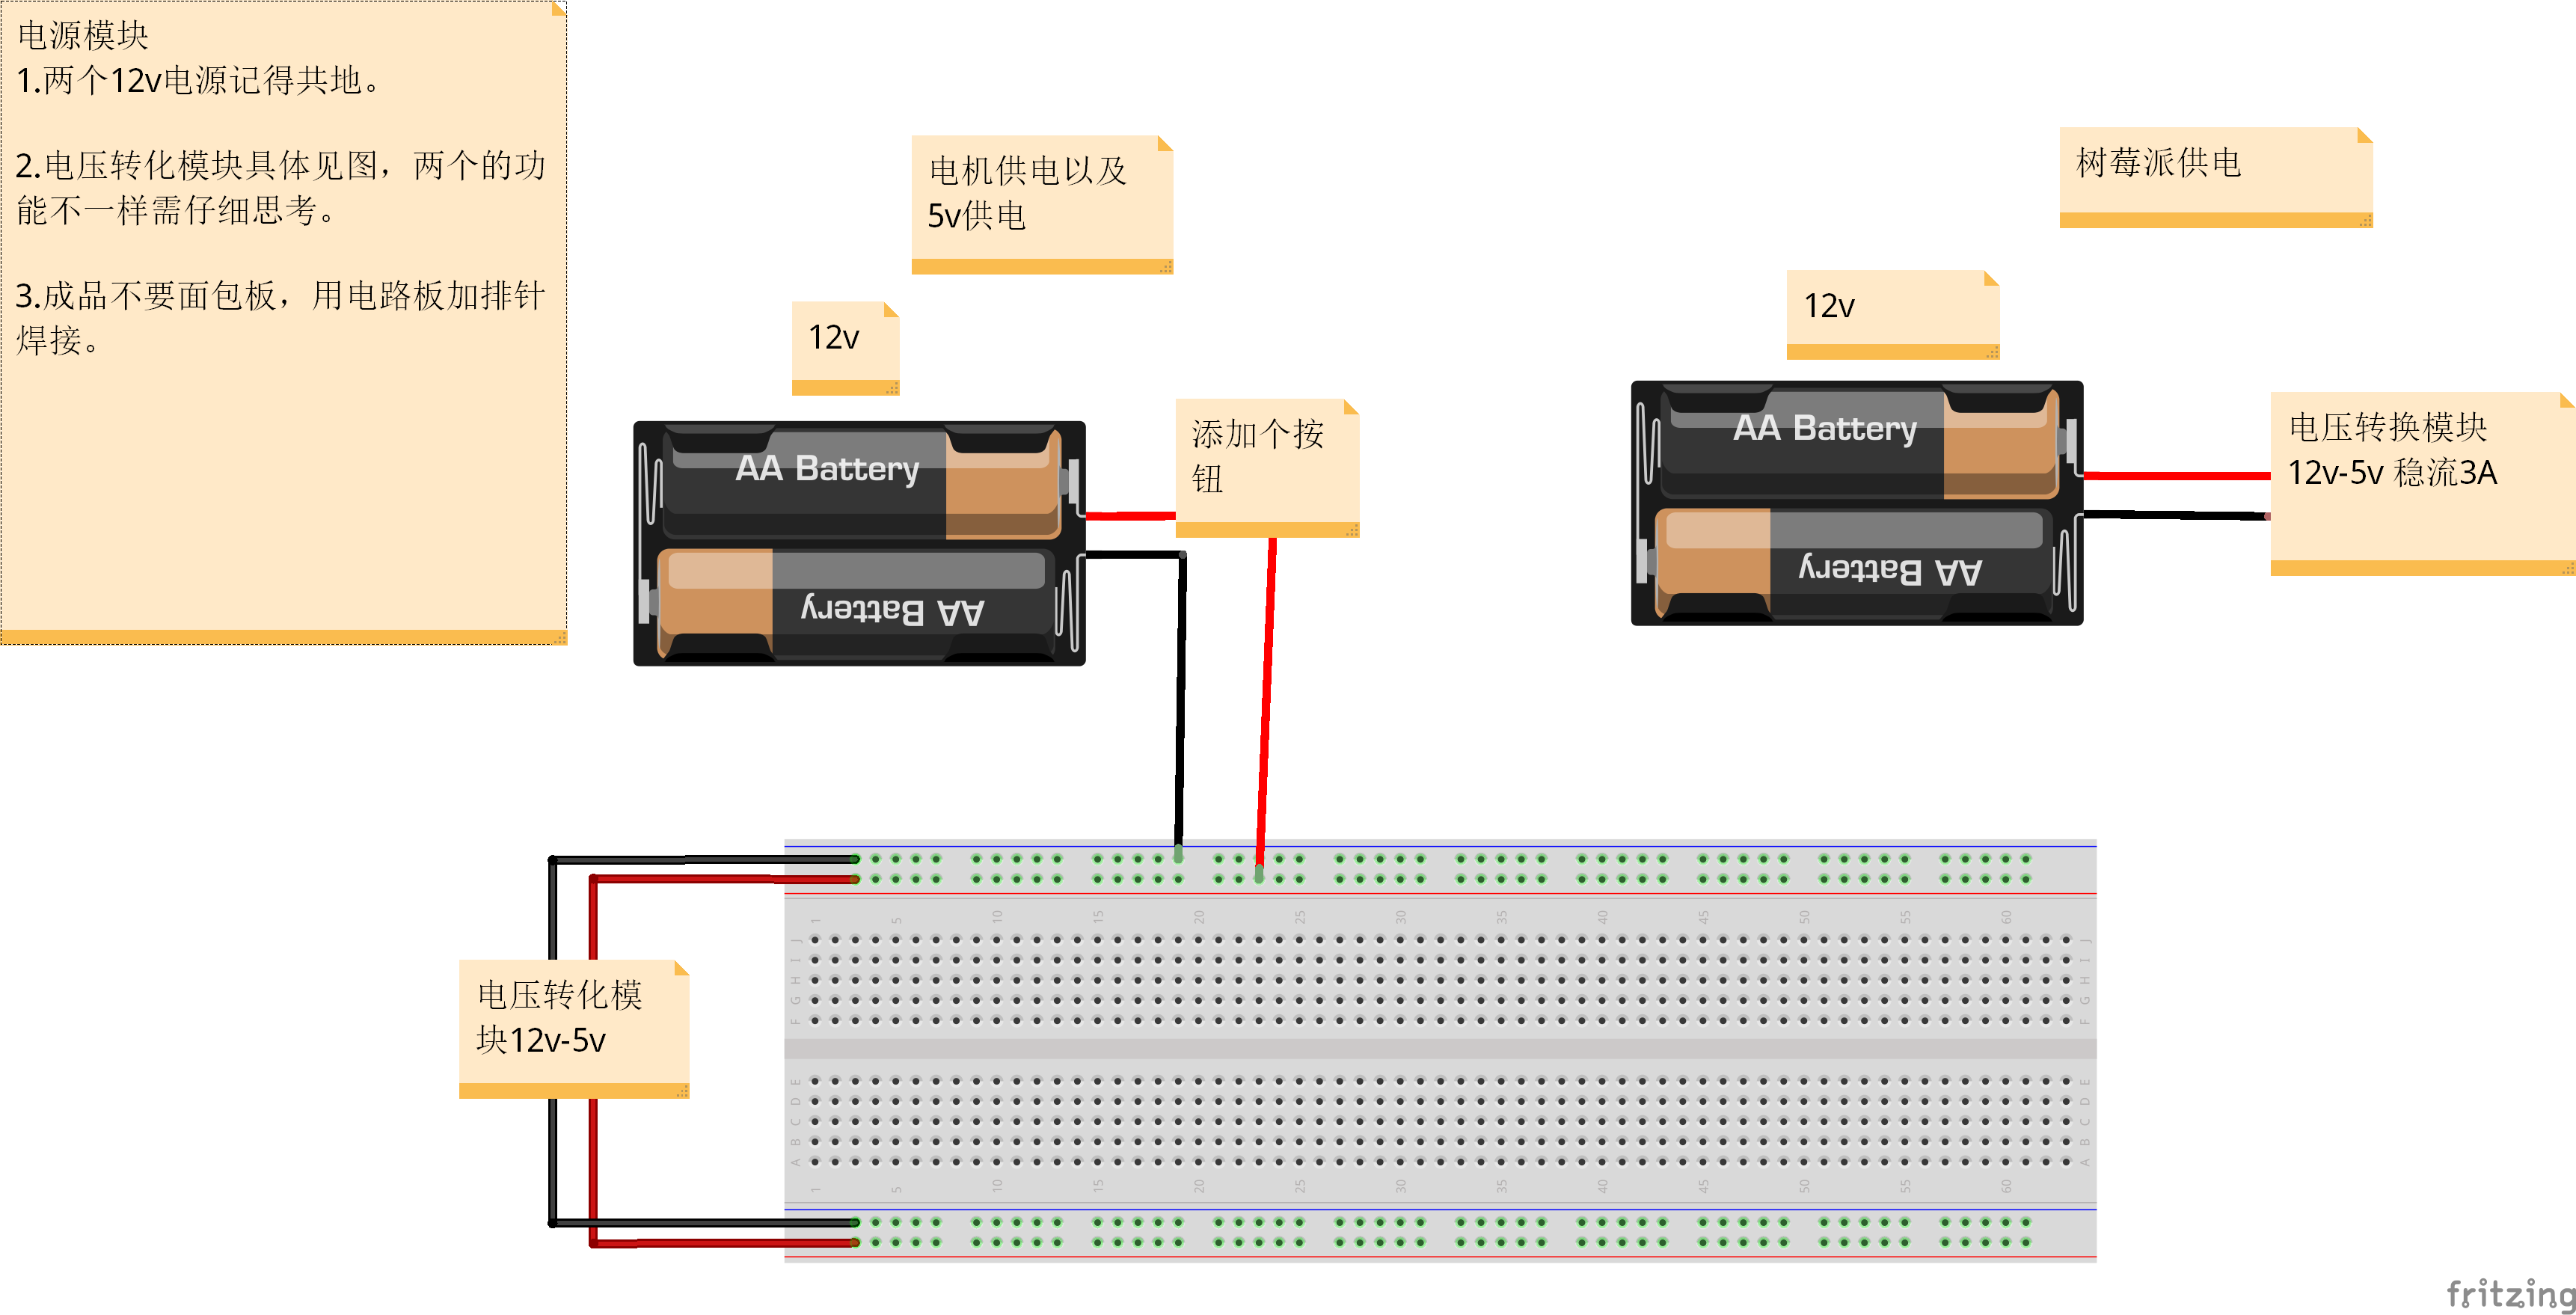 电源模块
1.两个12v电源记得共地。
2.电压转化模块具体见图，两个的功
能不一样需仔细思考。
3.成品不要面包板，用电路板加排针
焊接。
电机供电以及
5v供电
树莓派供电
12v
12v
添加个按
钮
电压转换模块
12v-5v 稳流3A
AA Battery
AA Battery
AA Battery
AA Battery
1 5 10 15 20 25 30 35 40 45 50 55 60
J J
I I
H H
G G
F F
电压转化模
块12v-5v
E E
D D
C C
B B
A A
1 5 10 15 20 25 30 35 40 45 50 55 60
fritzing